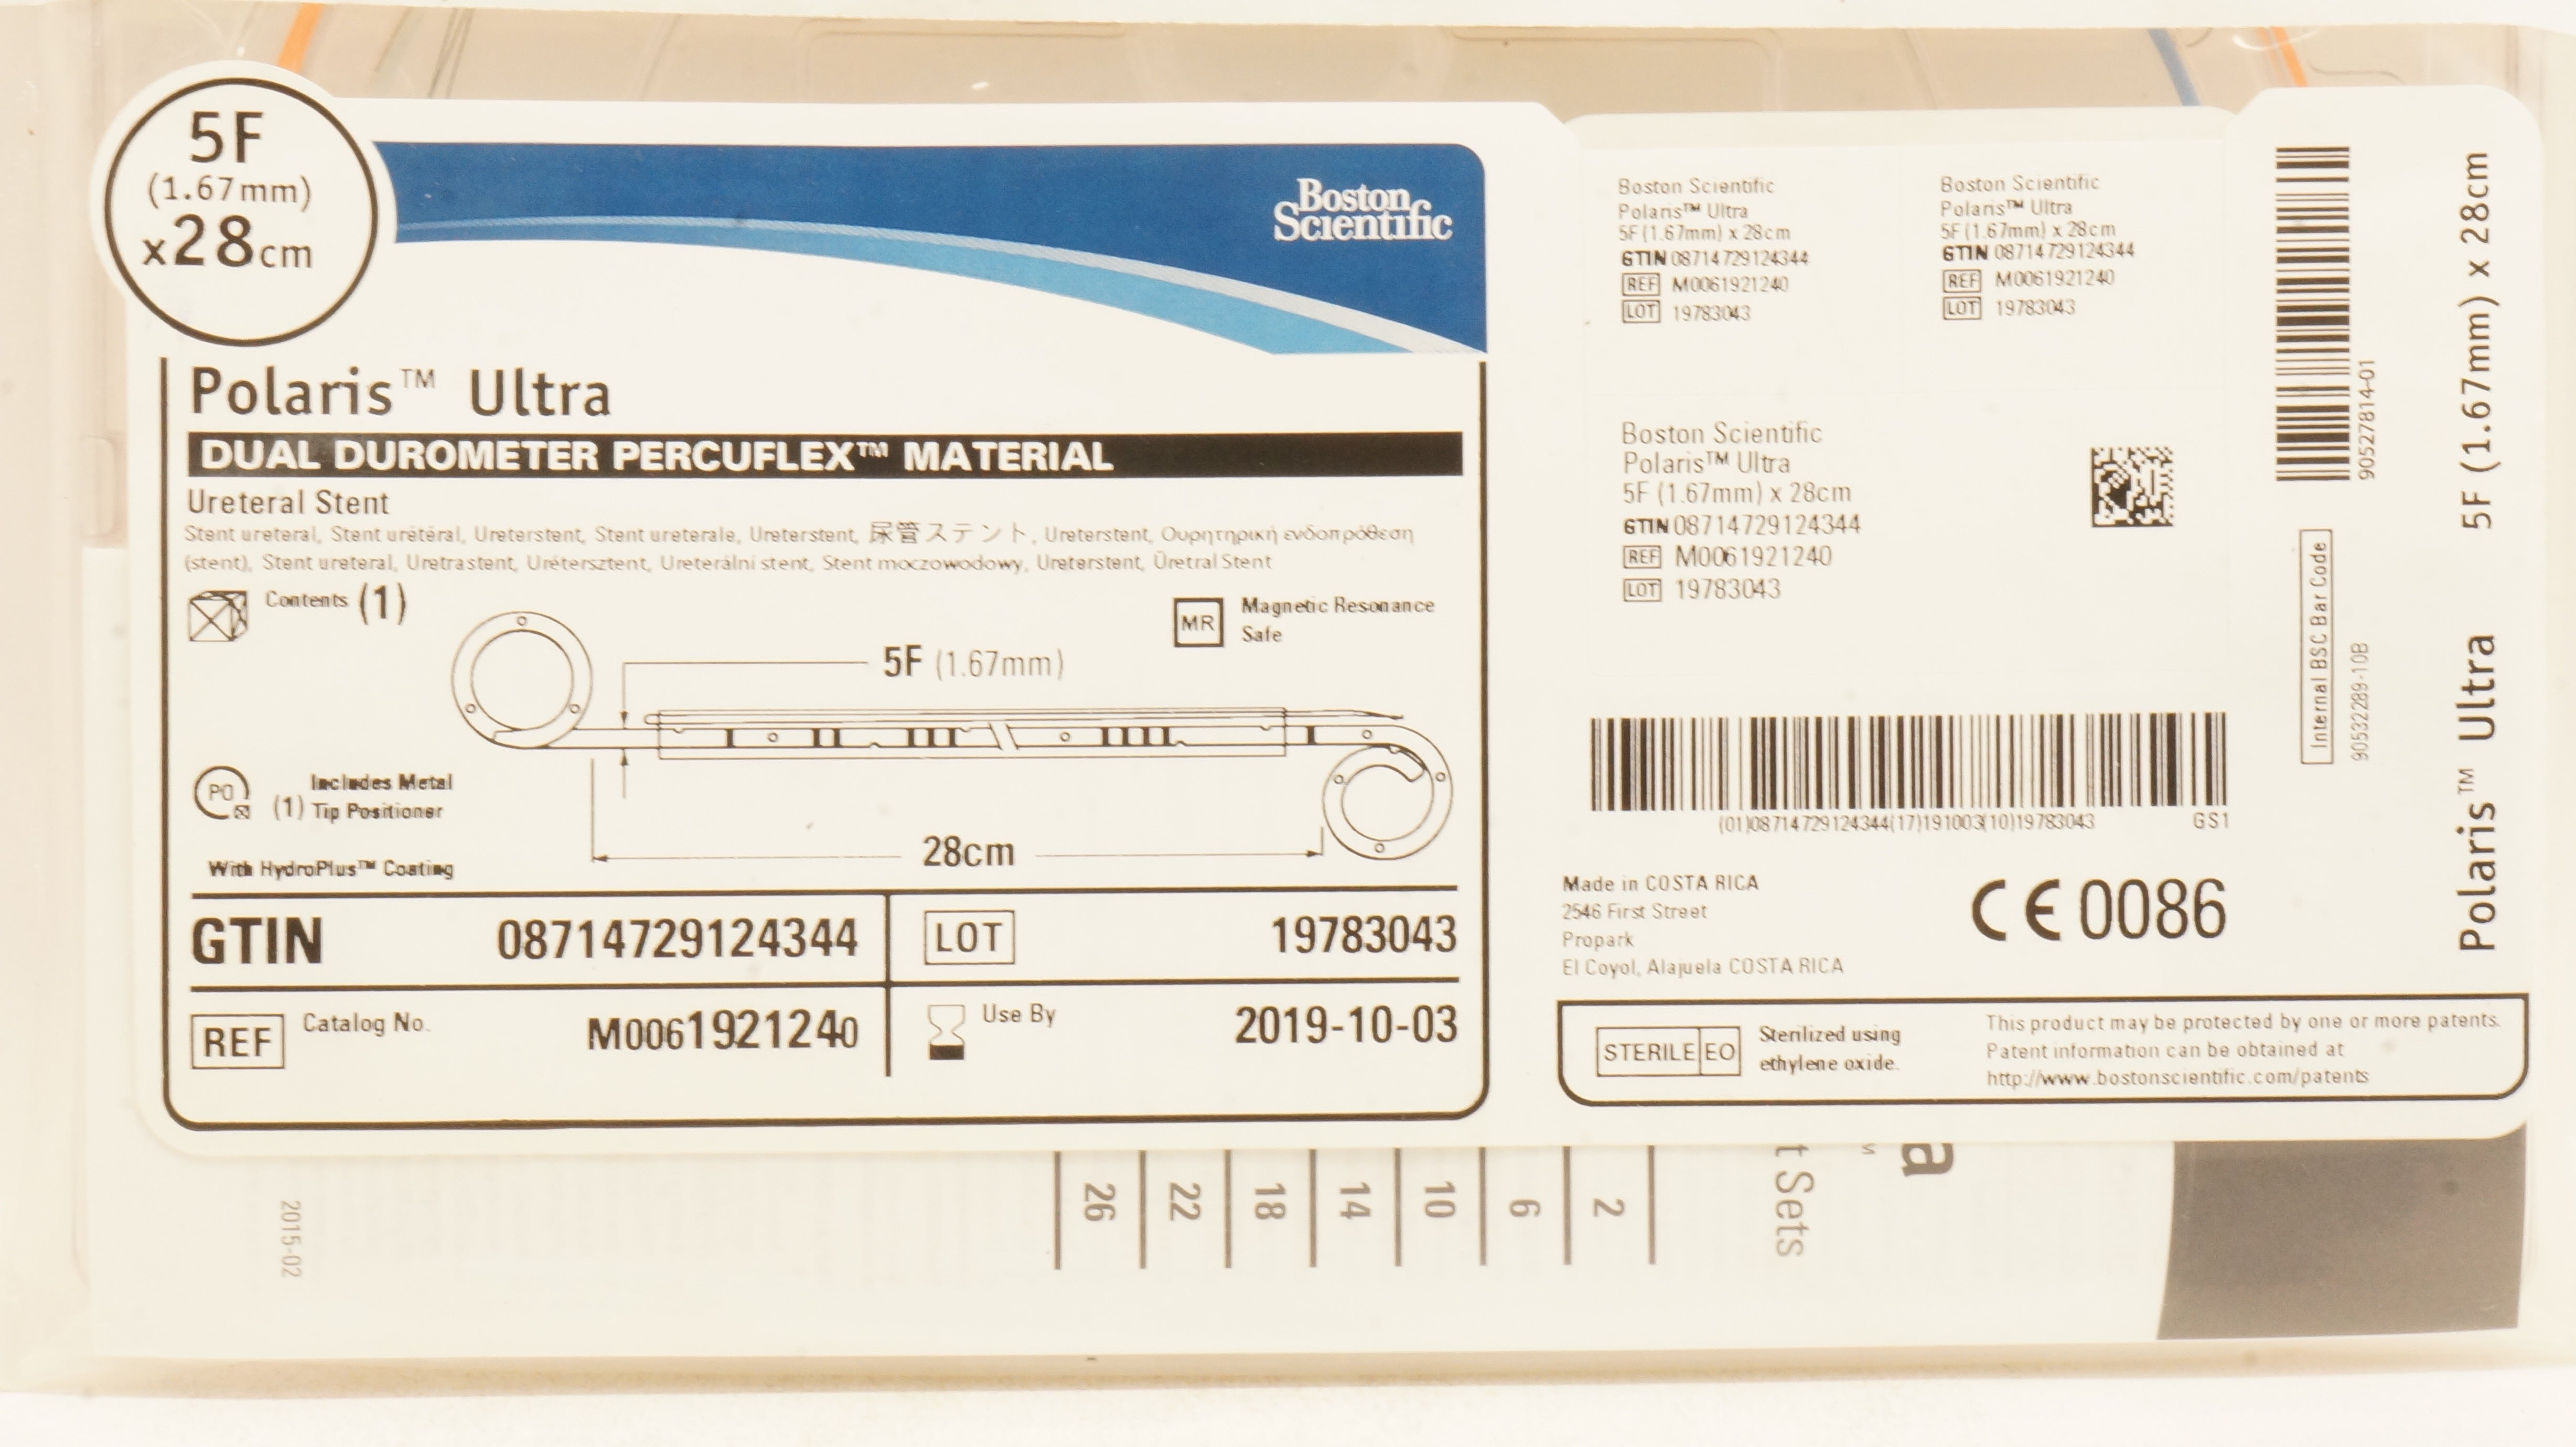 5F
(1.67mm)
x28cm
Boston
Scientific
Polaris™ Ultra
DUAL DUROMETER PERCUFLEX™ MATERIAL
Ureteral Stent
Stent ureteral, Stent urétéral, Ureterstent, Stent ureterale, Ureterstent, 尿管ステント, Ureterstent, Ουρητηρική ενδοπρόθεση
(stent), Stent ureteral, Uretrastent, Urétersztent, Ureterální stent, Stent moczowodowy, Ureterstent, Üretral Stent
Contents (1)
MR
Magnetic Resonance
Safe
5F (1.67mm)
PO
(1) Includes Metal
Tip Positioner
28cm
With HydroPlus™ Coating
GTIN 08714729124344
LOT 19783043
REF Catalog No. M0061921240
Use By 2019-10-03
Boston Scientific
Polaris™ Ultra
5F (1.67mm) x 28cm
GTIN 08714729124344
REF M0061921240
LOT 19783043
Boston Scientific
Polaris™ Ultra
5F (1.67mm) x 28cm
GTIN 08714729124344
REF M0061921240
LOT 19783043
Boston Scientific
Polaris™ Ultra
5F (1.67mm) x 28cm
GTIN 08714729124344
REF M0061921240
LOT 19783043
(01)08714729124344(17)191003(10)19783043
GS1
Made in COSTA RICA
2546 First Street
Propark
El Coyol, Alajuela COSTA RICA
CE 0086
STERILE EO
Sterilized using
ethylene oxide.
This product may be protected by one or more patents.
Patent information can be obtained at
http://www.bostonscientific.com/patents
90527814-01
Internal BSC Bar Code
90532289-10B
Polaris™ Ultra 5F (1.67mm) x 28cm
2015-02
26 22 18 14 10 6 2
t Sets
a